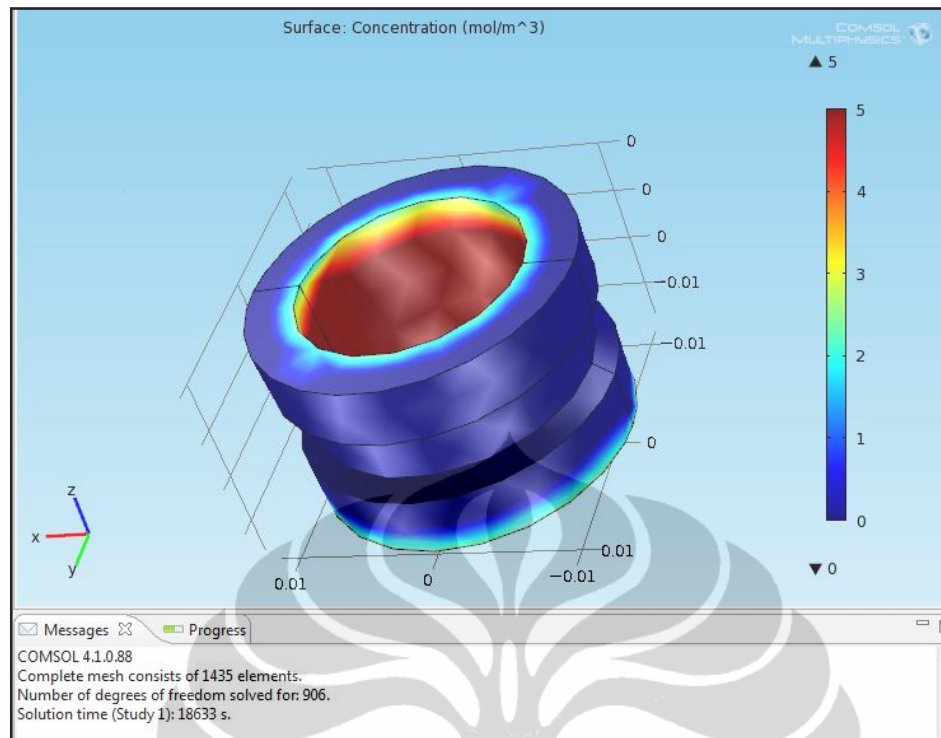 Surface: Concentration (mol/m^3)
COMSOL
MULTIPHYSICS
▲ 5
5
4
3
2
1
0
▼ 0
0
0
0
-0.01
-0.01
0
0.01
-0.01
0
0.01
z
x
y
Messages
Progress
COMSOL 4.1.0.88
Complete mesh consists of 1435 elements.
Number of degrees of freedom solved for: 906.
Solution time (Study 1): 18633 s.